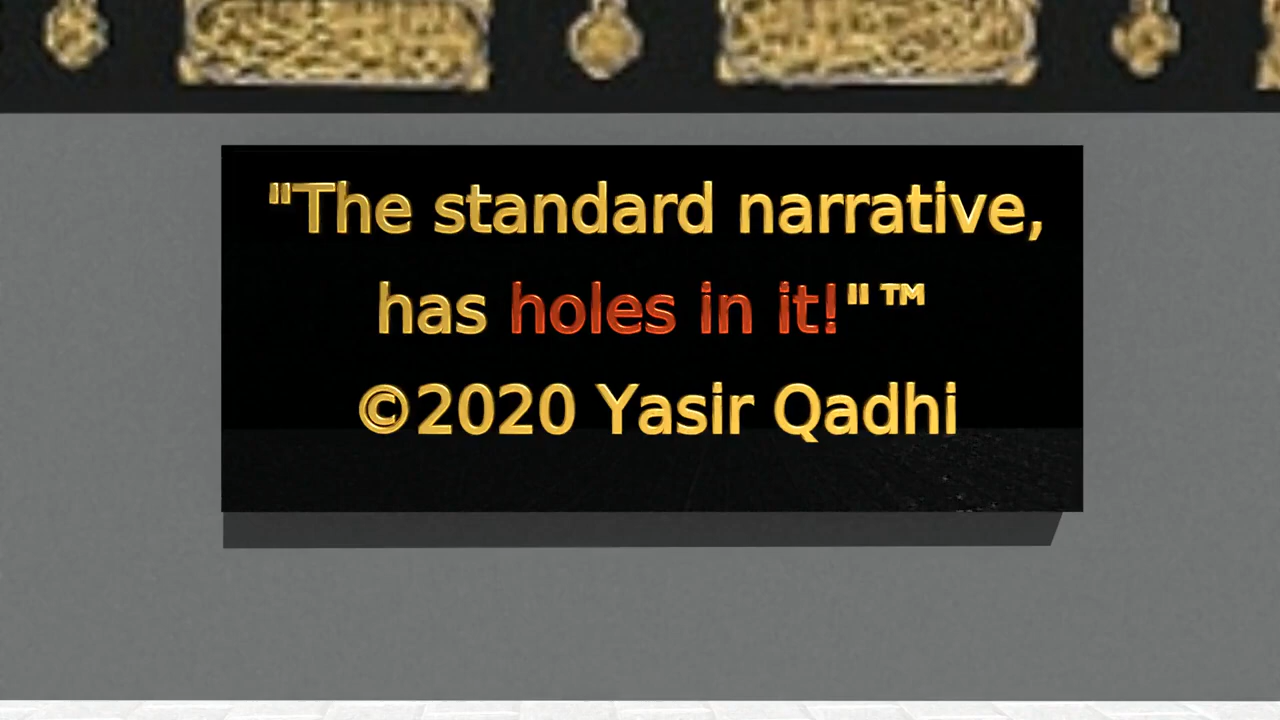 "The standard narrative,
has holes in it!"™
©2020 Yasir Qadhi